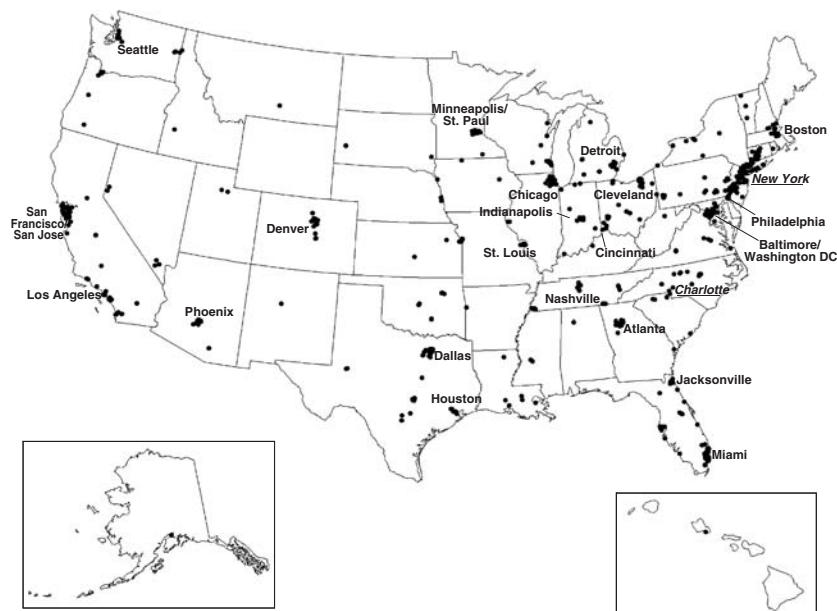 Seattle
Minneapolis/
St. Paul
Boston
Detroit
New York
Chicago
Cleveland
San
Francisco/
San Jose
Indianapolis
Philadelphia
Denver
Baltimore/
Washington DC
St. Louis
Cincinnati
Los Angeles
Nashville
Charlotte
Phoenix
Atlanta
Dallas
Jacksonville
Houston
Miami